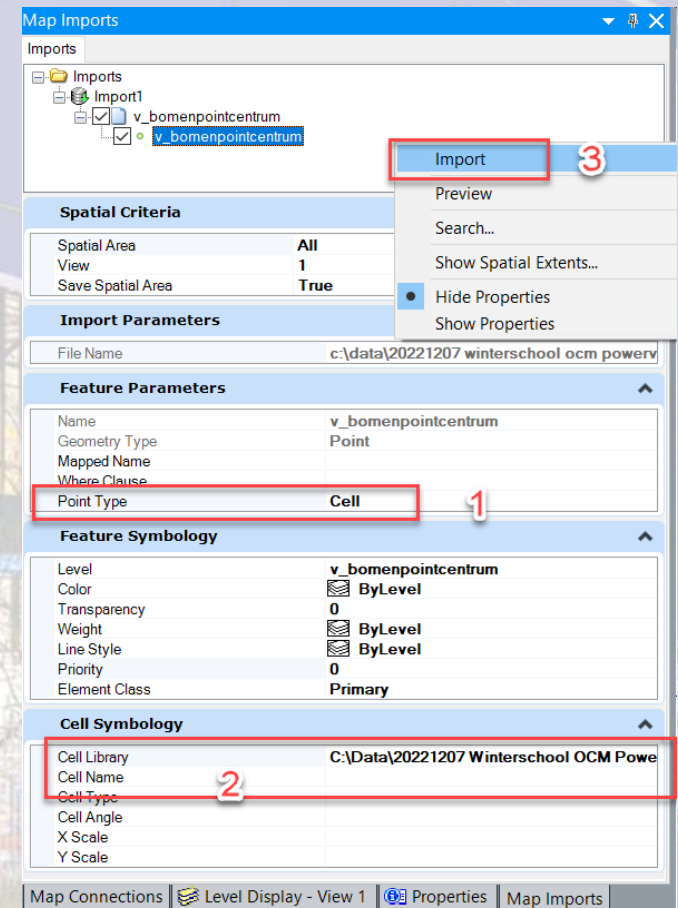 Map Imports
Imports
Imports
Import1
v_bomenpointcentrum
v_bomenpointcentrum
Import 3
Preview
Search...
Show Spatial Extents...
Hide Properties
Show Properties
Spatial Criteria
Spatial Area All
View 1
Save Spatial Area True
Import Parameters
File Name c:\data\20221207 winterschool ocm powerv
Feature Parameters
Name v_bomenpointcentrum
Geometry Type Point
Mapped Name
Where Clause
Point Type Cell 1
Feature Symbology
Level v_bomenpointcentrum
Color ByLevel
Transparency 0
Weight ByLevel
Line Style ByLevel
Priority 0
Element Class Primary
Cell Symbology
Cell Library C:\Data\20221207 Winterschool OCM Powe
Cell Name 2
Cell Type
Cell Angle
X Scale
Y Scale
Map Connections Level Display - View 1 Properties Map Imports